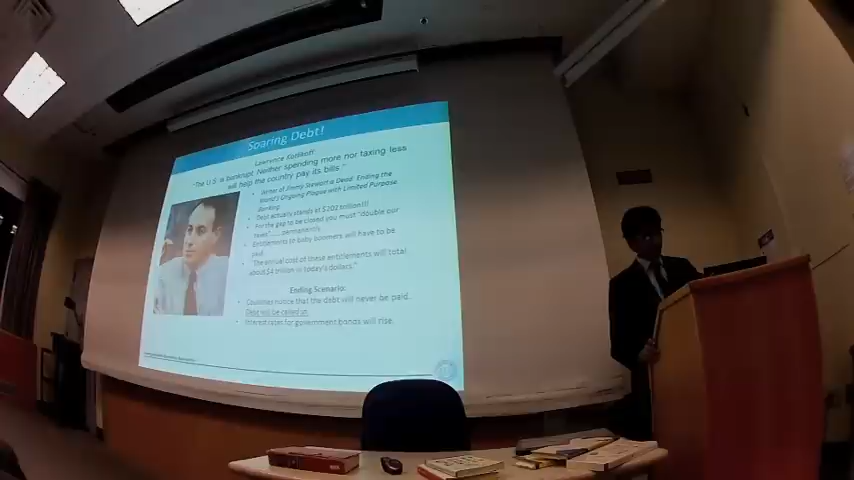 Soaring Debt!
Lawrence Kotlikoff
"The U.S. is bankrupt. Neither spending more nor taxing less
will help the country pay its bills."
Writer of Jimmy Stewart is Dead: Ending the
World's Ongoing Plague with Limited Purpose
Banking
Debt actually stands at $202 trillion!!!
For the gap to be closed you must "double our
taxes"..... permanently.
Entitlements to baby boomers will have to be
paid.
"The annual cost of these entitlements will total
about $4 trillion in today's dollars."
Ending Scenario:
Countries notice that the debt will never be paid.
Debt will be called in.
Interest rates for government bonds will rise.